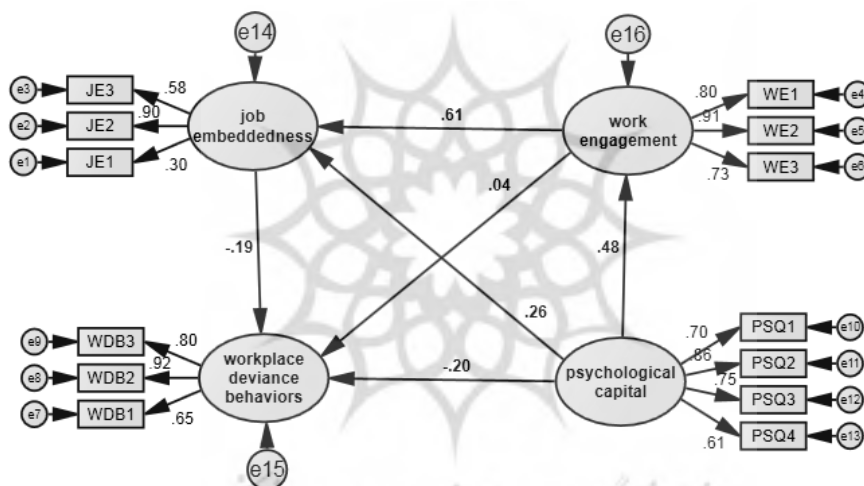 e14
e16
e3
JE3
.58
e2
JE2
.90
e1
JE1
.30
job
embeddedness
.61
work
engagement
.80
WE1
e4
.91
WE2
e5
.73
WE3
e6
.04
-.19
.48
.26
e9
WDB3
.80
e8
WDB2
.92
e7
WDB1
.65
workplace
deviance
behaviors
-.20
psychological
capital
.70
PSQ1
e10
.86
PSQ2
e11
.75
PSQ3
e12
.61
PSQ4
e13
e15